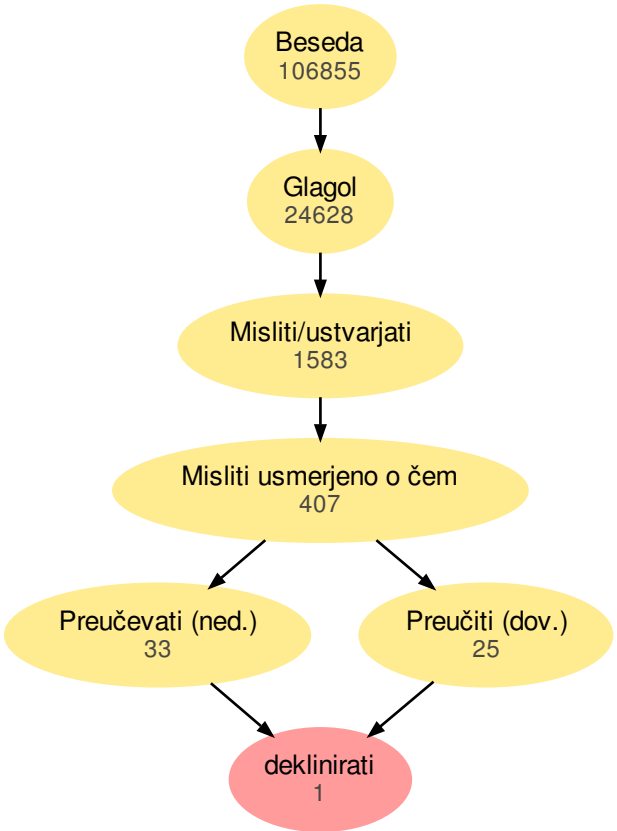 Beseda
106855
Glagol
24628
Misliti/ustvarjati
1583
Misliti usmerjeno o čem
407
Preučevati (ned.)
33
Preučiti (dov.)
25
deklinirati
1